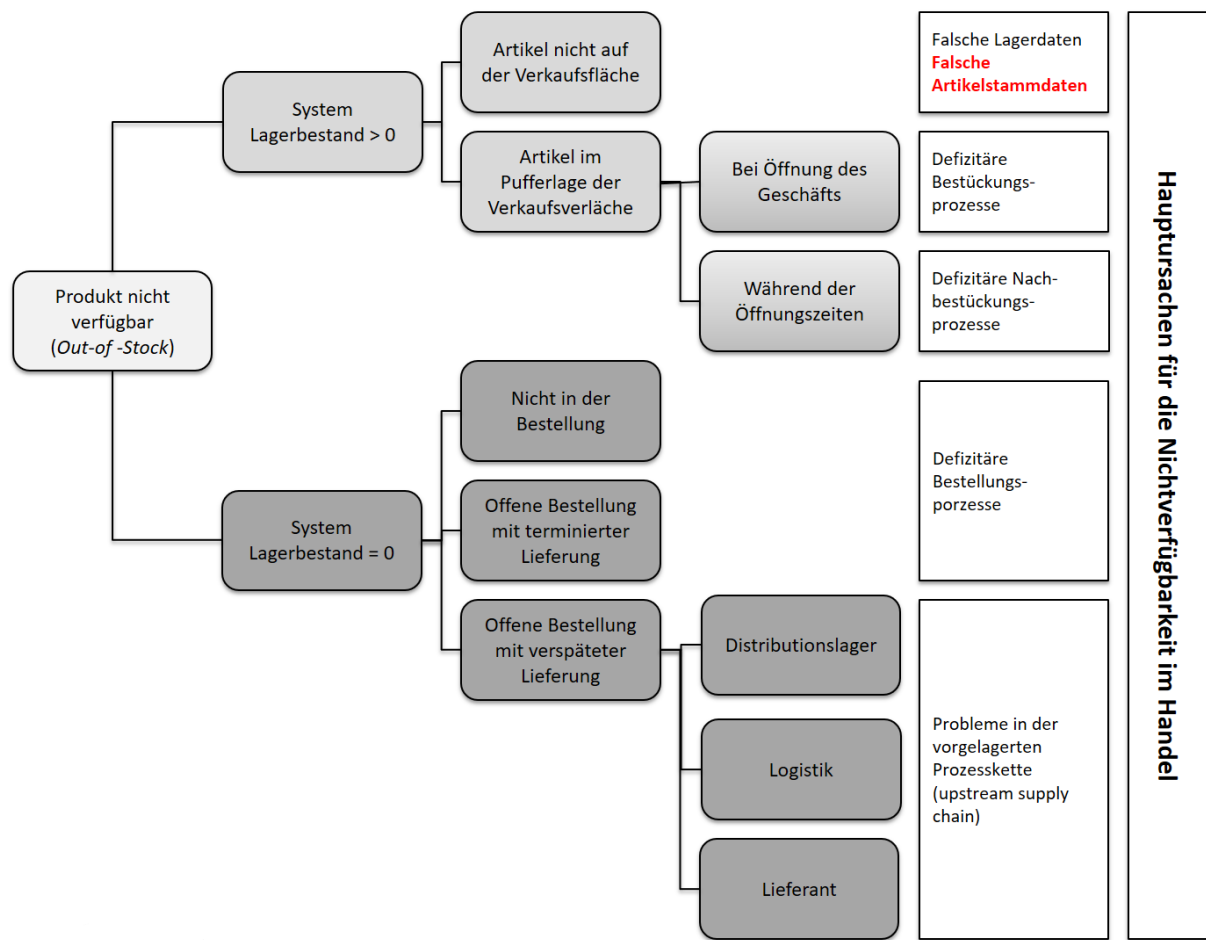 Artikel nicht auf
der Verkaufsfläche
Falsche Lagerdaten
Falsche
Artikelstammdaten
System
Lagerbestand > 0
Artikel im
Pufferlage der
Verkaufsverläche
Bei Öffnung des
Geschäfts
Defizitäre
Bestückungs-
prozesse
Produkt nicht
verfügbar
(Out-of -Stock)
Während der
Öffnungszeiten
Defizitäre Nach-
bestückungs-
prozesse
Nicht in der
Bestellung
Defizitäre
Bestellungs-
porzesse
System
Lagerbestand = 0
Offene Bestellung
mit terminierter
Lieferung
Offene Bestellung
mit verspäteter
Lieferung
Distributionslager
Logistik
Lieferant
Probleme in der
vorgelagerten
Prozesskette
(upstream supply
chain)
Hauptursachen für die Nichtverfügbarkeit im Handel